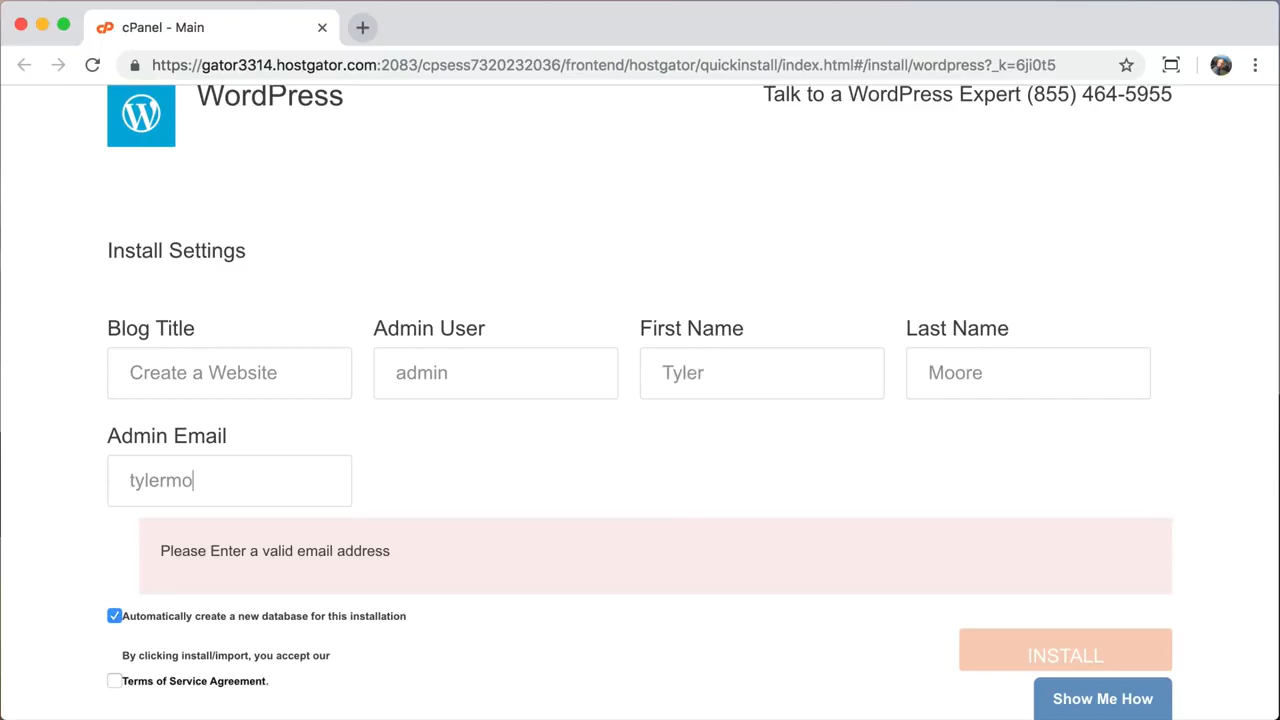 cPanel - Main
https://gator3314.hostgator.com:2083/cpsess7320232036/frontend/hostgator/quickinstall/index.html#/install/wordpress?_k=6ji0t5
WordPress
Talk to a WordPress Expert (855) 464-5955
Install Settings
Blog Title
Admin User
First Name
Last Name
Create a Website
admin
Tyler
Moore
Admin Email
tylermo
Please Enter a valid email address
Automatically create a new database for this installation
By clicking install/import, you accept our
Terms of Service Agreement.
INSTALL
Show Me How